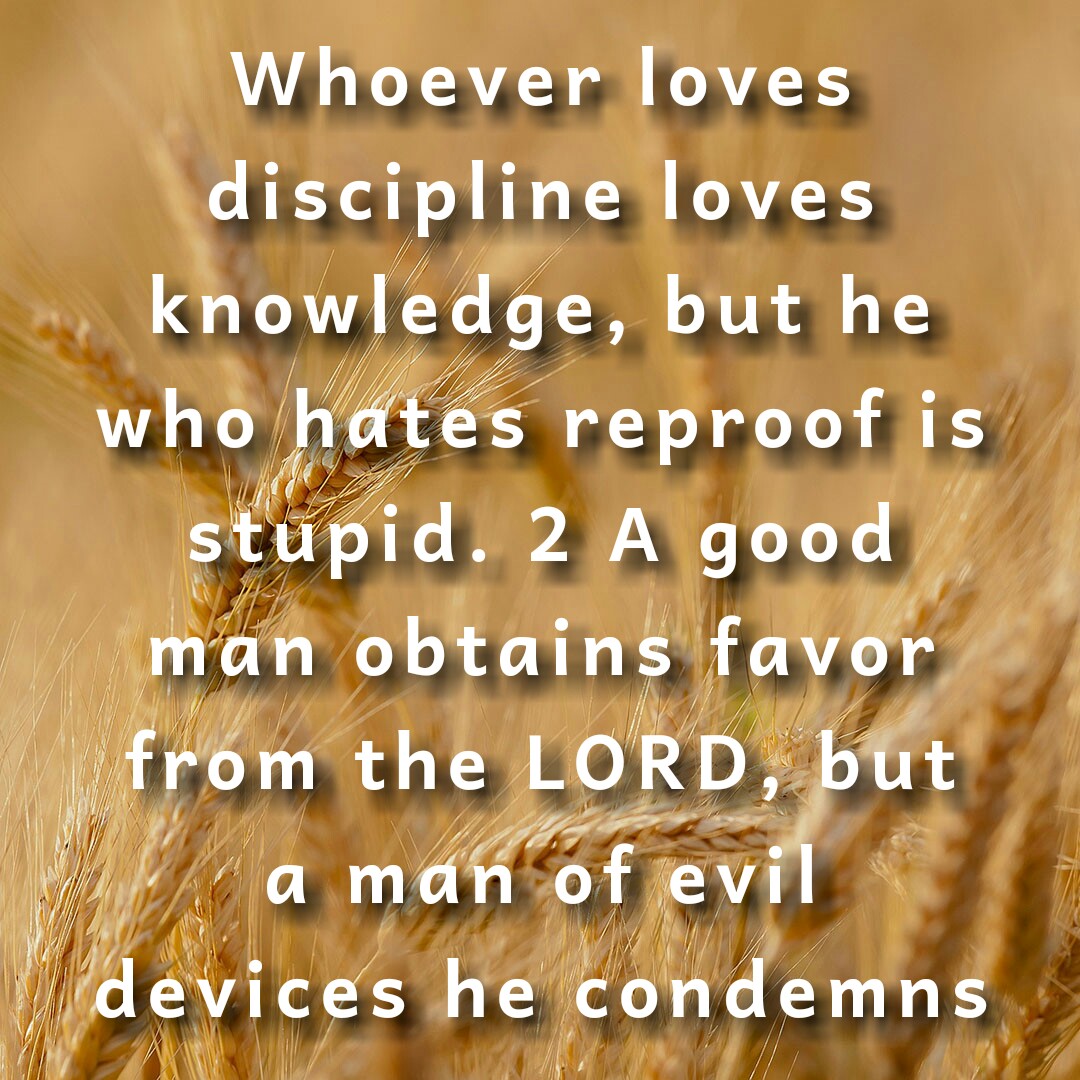 Whoever loves
discipline loves
knowledge, but he
who hates reproof is
stupid. 2 A good
man obtains favor
from the LORD, but
a man of evil
devices he condemns